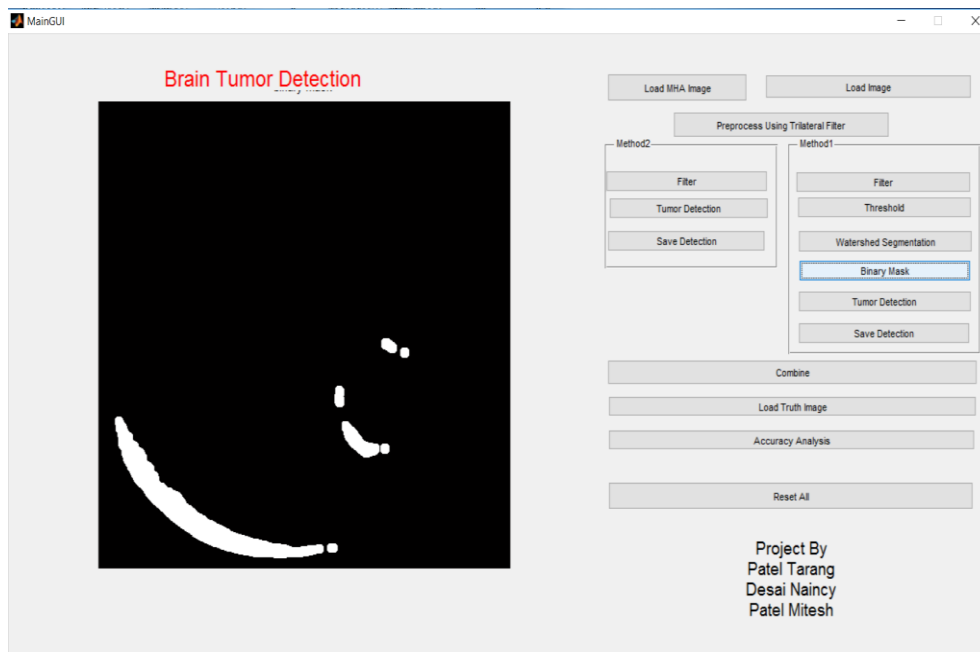 MainGUI
Brain Tumor Detection
Binary Mask
Load MHA Image
Load Image
Preprocess Using Trilateral Filter
Method2
Filter
Tumor Detection
Save Detection
Method1
Filter
Threshold
Watershed Segmentation
Binary Mask
Tumor Detection
Save Detection
Combine
Load Truth Image
Accuracy Analysis
Reset All
Project By
Patel Tarang
Desai Naincy
Patel Mitesh